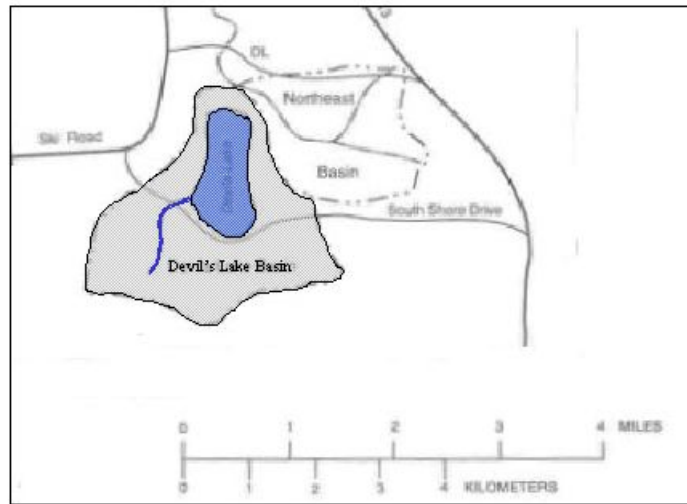 DL
Northeast
Ski Road
Basin
Devil's Lake
South Shore Drive
Devil's Lake Basin
0 1 2 3 4 MILES
0 1 2 3 4 KILOMETERS